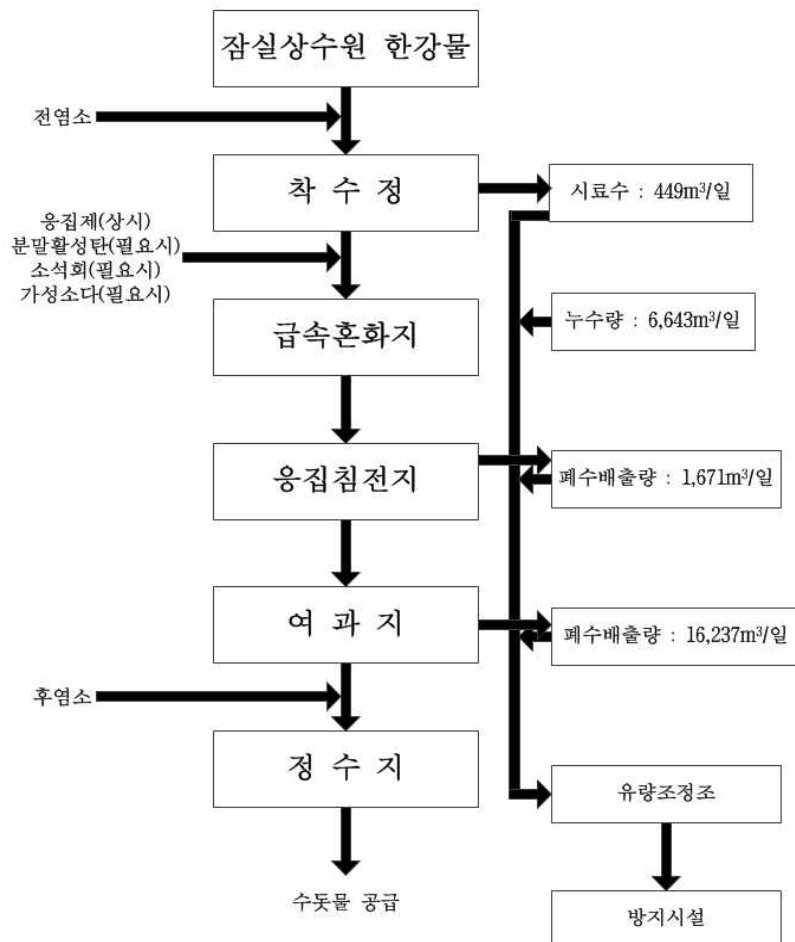 잠실상수원 한강물
전염소
착 수 정
시료수 : 449m³/일
응집제(상시)
분말활성탄(필요시)
소석회(필요시)
가성소다(필요시)
급속혼화지
누수량 : 6,643m³/일
응집침전지
폐수배출량 : 1,671m³/일
여 과 지
폐수배출량 : 16,237m³/일
후염소
정 수 지
유량조정조
수돗물 공급
방지시설